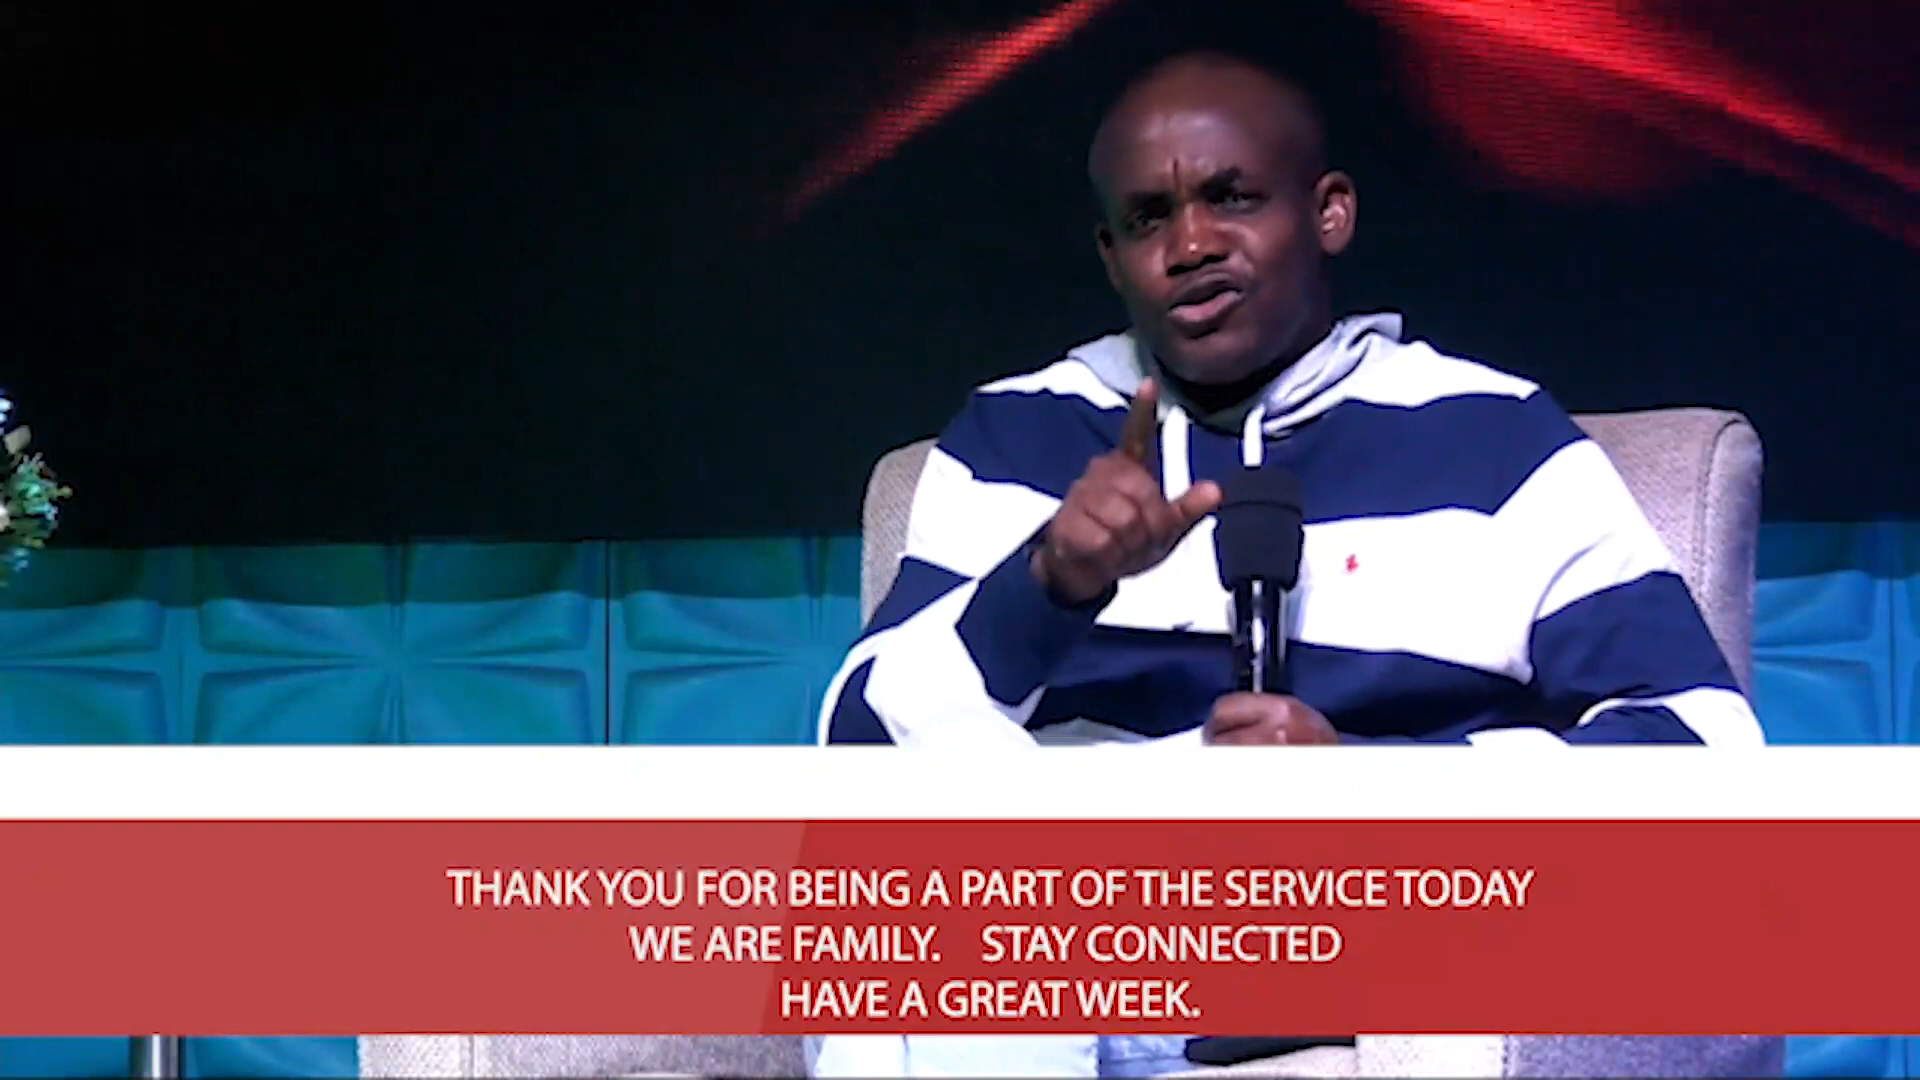 THANK YOU FOR BEING A PART OF THE SERVICE TODAY
WE ARE FAMILY. STAY CONNECTED
HAVE A GREAT WEEK.